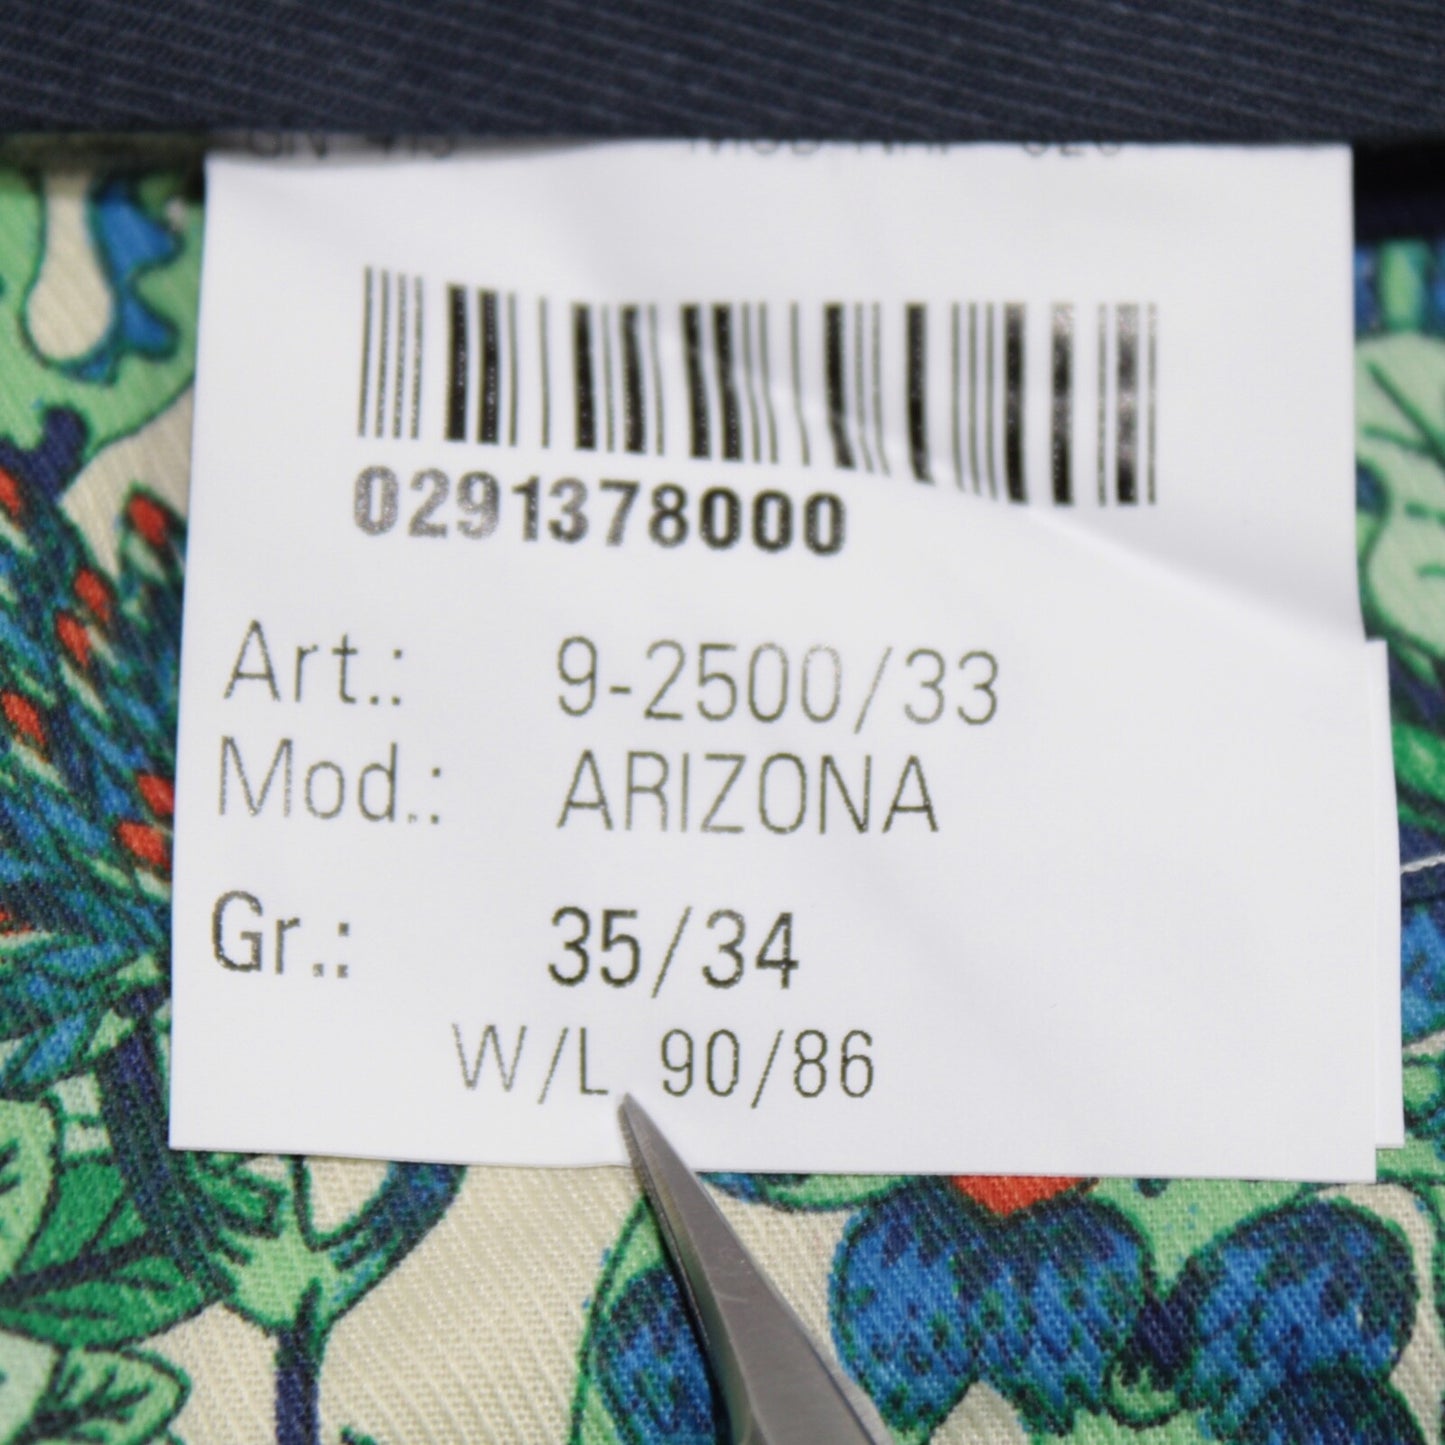 0291378000
Art.: 9-2500/33
Mod.: ARIZONA
Gr.: 35/34
W/L 90/86